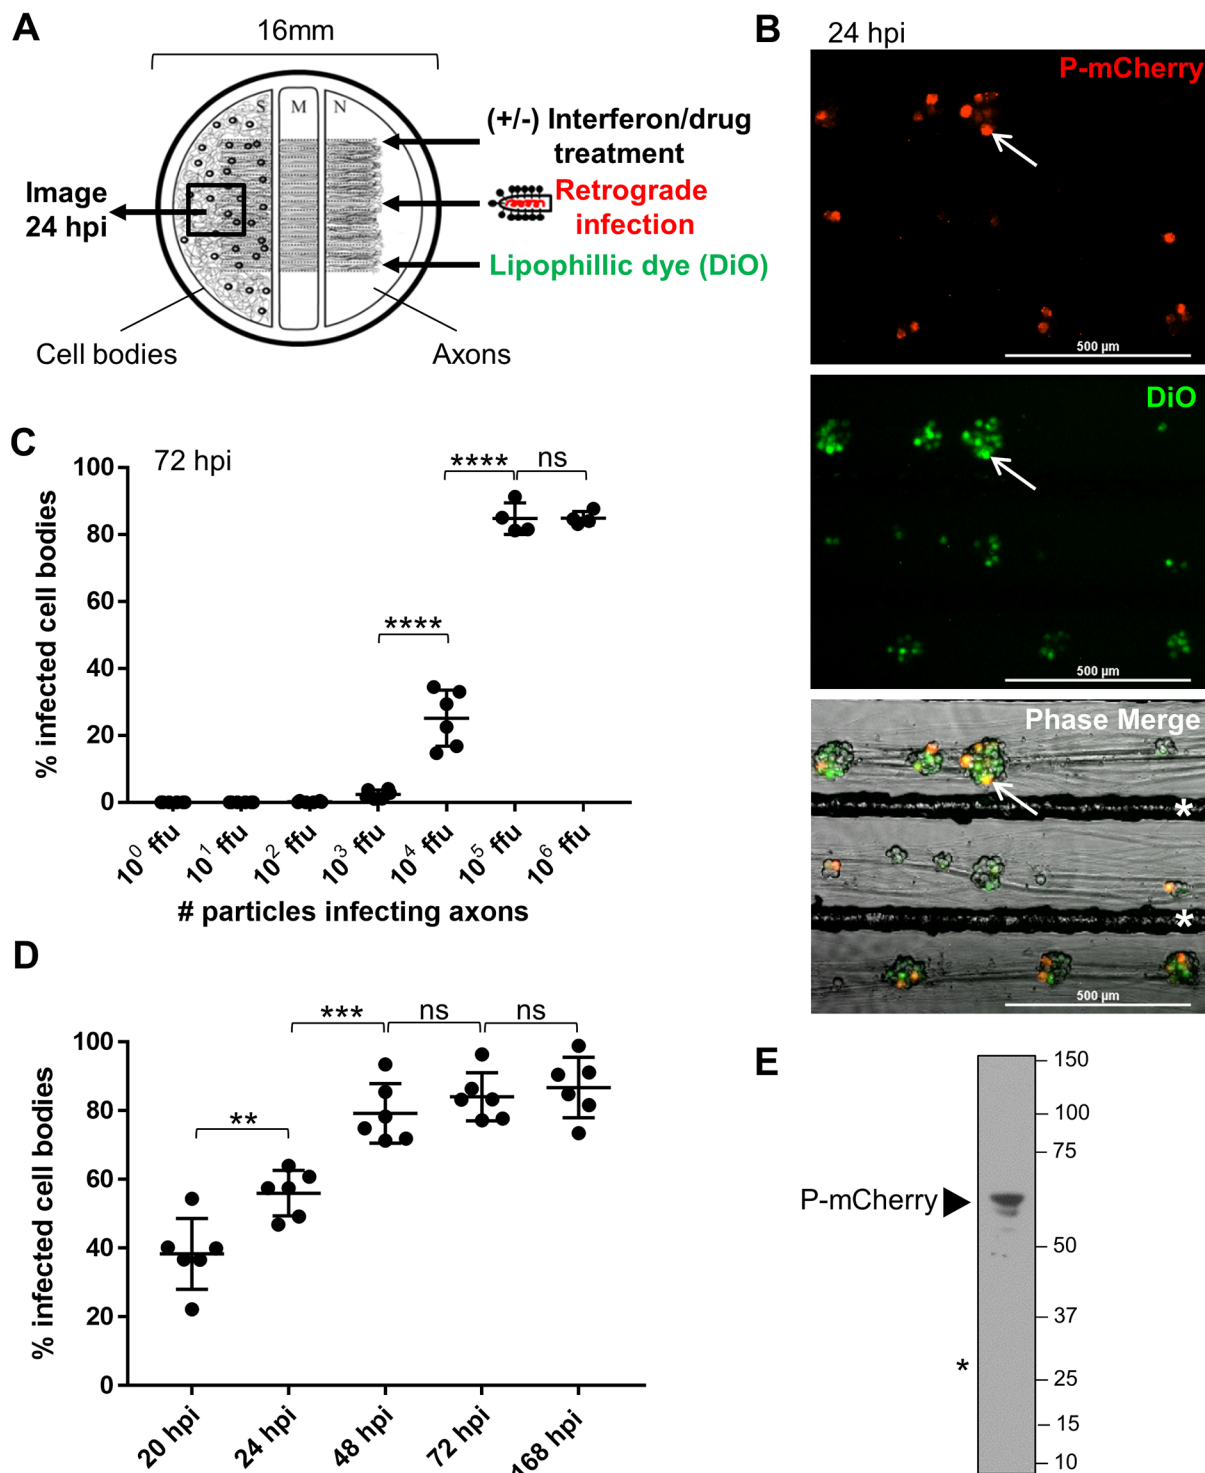 A
16mm
S M N
(+/-) Interferon/drug
treatment
Image
24 hpi
Retrograde
infection
Lipophillic dye (DiO)
Cell bodies
Axons
B
24 hpi
P-mCherry
500 µm
DiO
500 µm
Phase Merge
*
*
500 µm
C
72 hpi
% infected cell bodies
100
80
60
40
20
0
****
****
ns
10⁰ ffu
10¹ ffu
10² ffu
10³ ffu
10⁴ ffu
10⁵ ffu
10⁶ ffu
# particles infecting axons
D
% infected cell bodies
100
80
60
40
20
0
**
***
ns
ns
20 hpi
24 hpi
48 hpi
72 hpi
168 hpi
E
P-mCherry
*
150
100
75
50
37
25
15
10